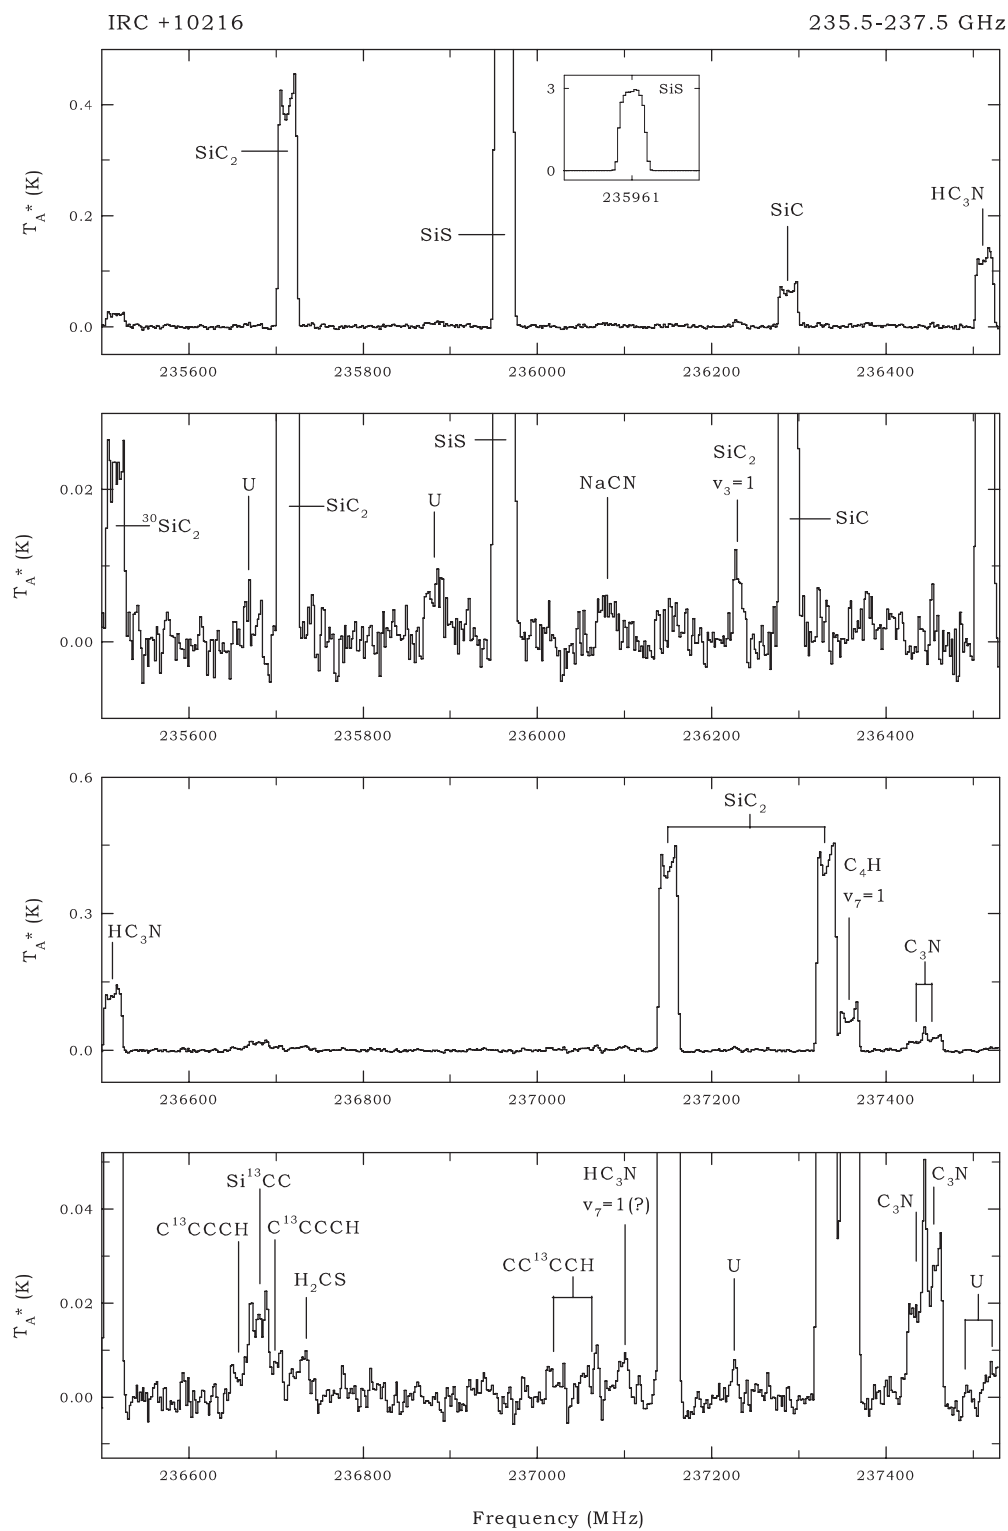 IRC +10216 235.5-237.5 GHz
0.4
0.2
0.0
T_A* (K)
SiC₂
SiS
3
0
SiS
235961
SiC
HC₃N
235600 235800 236000 236200 236400
0.02
0.00
T_A* (K)
³⁰SiC₂
U
SiC₂
U
SiS
NaCN
SiC₂
v₃=1
SiC
235600 235800 236000 236200 236400
0.6
0.3
0.0
T_A* (K)
HC₃N
SiC₂
C₄H
v₇=1
C₃N
236600 236800 237000 237200 237400
0.04
0.02
0.00
T_A* (K)
C¹³CCCH
Si¹³CC
C¹³CCCH
H₂CS
CC¹³CCH
HC₃N
v₇=1(?)
U
C₃N
C₃N
U
236600 236800 237000 237200 237400
Frequency (MHz)